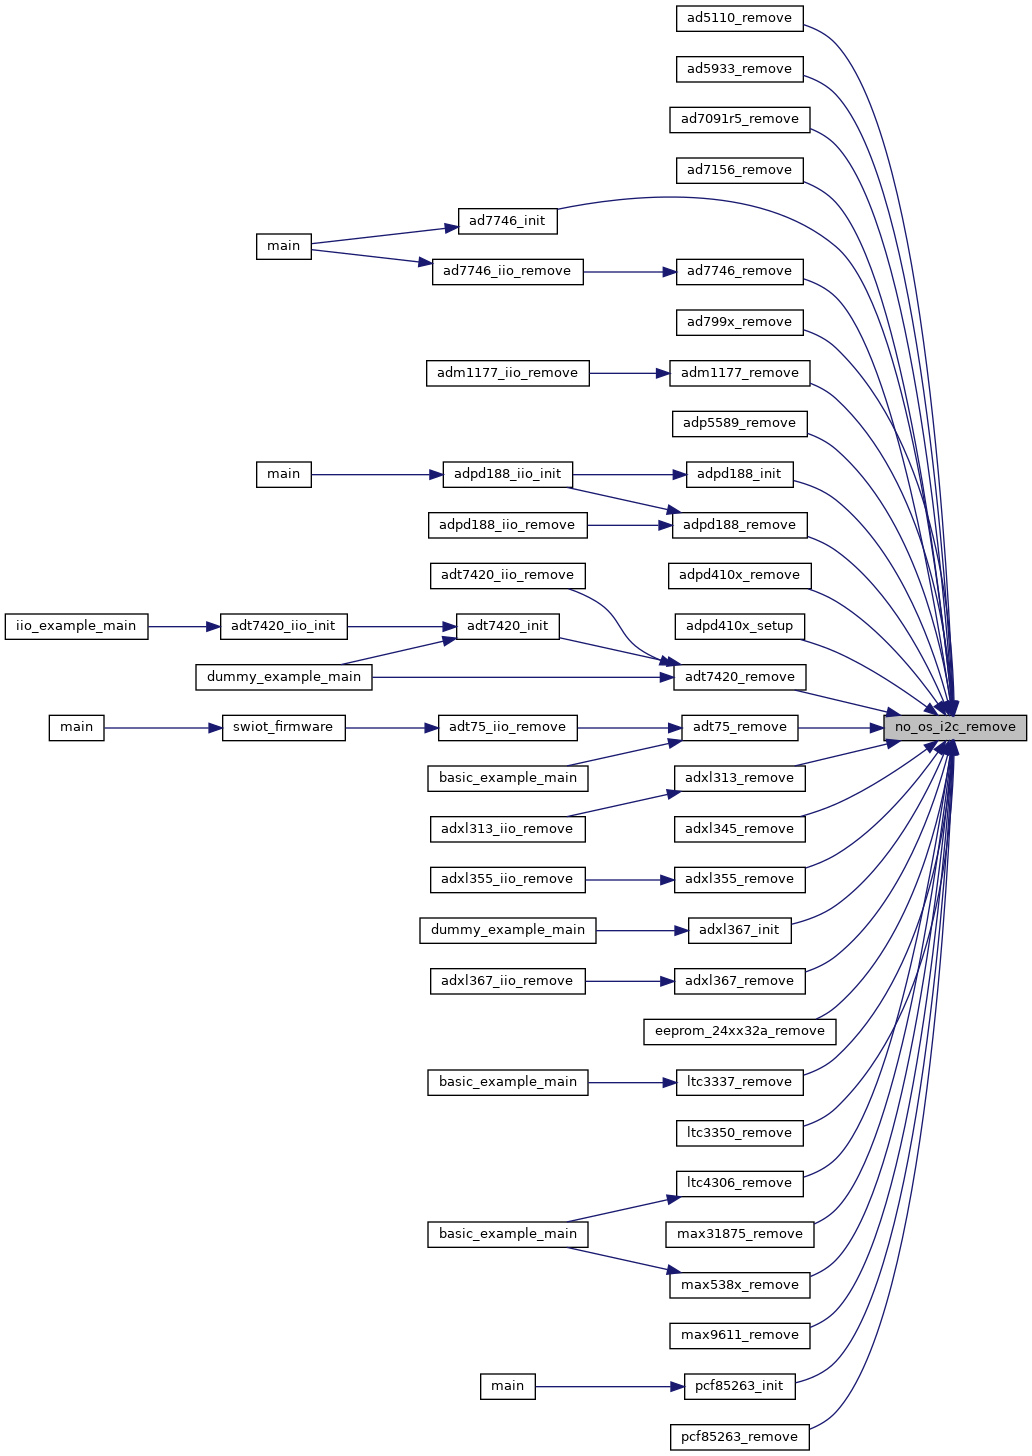 ad5110_remove
ad5933_remove
ad7091r5_remove
ad7156_remove
ad7746_init
main
ad7746_iio_remove
ad7746_remove
ad799x_remove
adm1177_iio_remove
adm1177_remove
adp5589_remove
main
adpd188_iio_init
adpd188_init
adpd188_iio_remove
adpd188_remove
adt7420_iio_remove
adpd410x_remove
iio_example_main
adt7420_iio_init
adt7420_init
adpd410x_setup
dummy_example_main
adt7420_remove
main
swiot_firmware
adt75_iio_remove
adt75_remove
no_os_i2c_remove
basic_example_main
adxl313_remove
adxl313_iio_remove
adxl345_remove
adxl355_iio_remove
adxl355_remove
dummy_example_main
adxl367_init
adxl367_iio_remove
adxl367_remove
eeprom_24xx32a_remove
basic_example_main
ltc3337_remove
ltc3350_remove
ltc4306_remove
basic_example_main
max31875_remove
max538x_remove
max9611_remove
main
pcf85263_init
pcf85263_remove